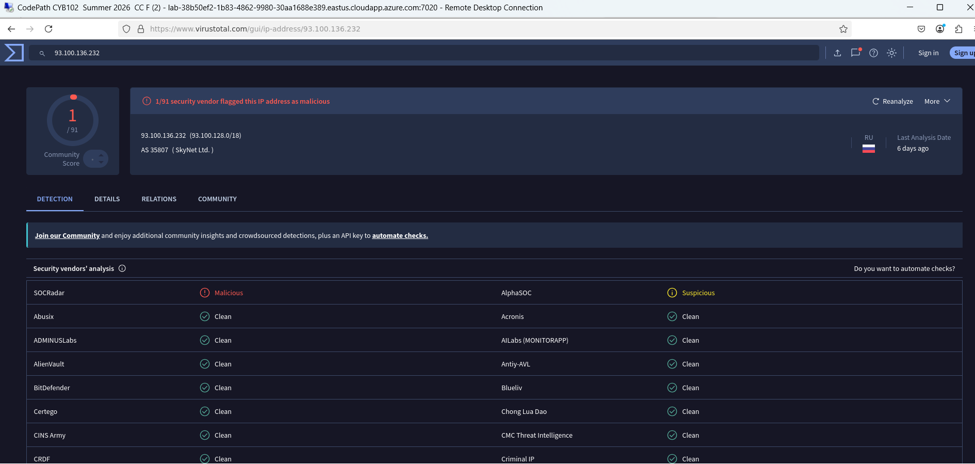 CodePath CYB102 Summer 2026 CC F (2) - lab-38b50ef2-1b83-4862-9980-30aa1688e389.eastus.cloudapp.azure.com:7020 - Remote Desktop Connection
https://www.virustotal.com/gui/ip-address/93.100.136.232
93.100.136.232
Sign in
Sign up
1
/ 91
Community
Score
1/91 security vendor flagged this IP address as malicious
Reanalyze
More
93.100.136.232 (93.100.128.0/18)
AS 35807 ( SkyNet Ltd. )
RU
Last Analysis Date
6 days ago
DETECTION DETAILS RELATIONS COMMUNITY
Join our Community and enjoy additional community insights and crowdsourced detections, plus an API key to automate checks.
Security vendors' analysis Do you want to automate checks?
SOCRadar Malicious AlphaSOC Suspicious
Abusix Clean Acronis Clean
ADMINUSLabs Clean AILabs (MONITORAPP) Clean
AlienVault Clean Antiy-AVL Clean
BitDefender Clean Blueliv Clean
Certego Clean Chong Lua Dao Clean
CINS Army Clean CMC Threat Intelligence Clean
CRDF Clean Criminal IP Clean